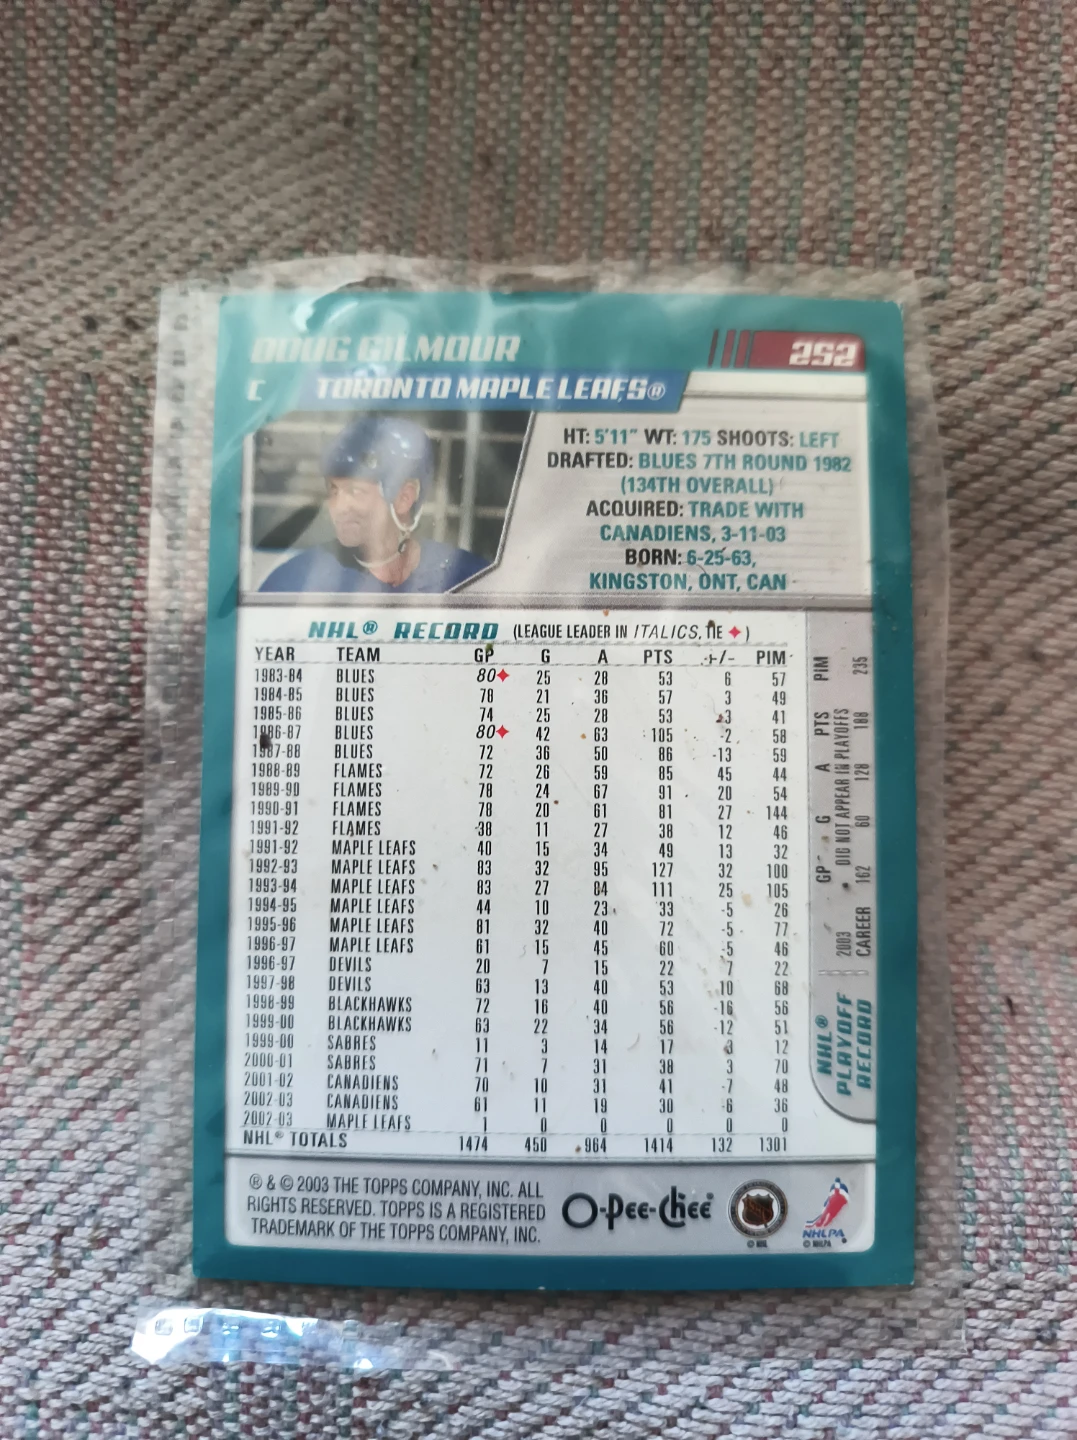 DOUG GILMOUR
252
C TORONTO MAPLE LEAFS®
HT: 5'11" WT: 175 SHOOTS: LEFT
DRAFTED: BLUES 7TH ROUND 1982
(134TH OVERALL)
ACQUIRED: TRADE WITH
CANADIENS, 3-11-03
BORN: 6-25-63,
KINGSTON, ONT, CAN
NHL® RECORD (LEAGUE LEADER IN ITALICS, TIE ✦)
YEAR TEAM GP G A PTS +/- PIM
1983-84 BLUES 80✦ 25 28 53 6 57
1984-85 BLUES 78 21 36 57 3 49
1985-86 BLUES 74 25 28 53 -3 41
1986-87 BLUES 80✦ 42 63 105 -2 58
1987-88 BLUES 72 36 50 86 -13 59
1988-89 FLAMES 72 26 59 85 45 44
1989-90 FLAMES 78 24 67 91 20 54
1990-91 FLAMES 78 20 61 81 27 144
1991-92 FLAMES 38 11 27 38 12 46
1991-92 MAPLE LEAFS 40 15 34 49 13 32
1992-93 MAPLE LEAFS 83 32 95 127 32 100
1993-94 MAPLE LEAFS 83 27 84 111 25 105
1994-95 MAPLE LEAFS 44 10 23 33 -5 26
1995-96 MAPLE LEAFS 81 32 40 72 -5 77
1996-97 MAPLE LEAFS 61 15 45 60 -5 46
1996-97 DEVILS 20 7 15 22 7 22
1997-98 DEVILS 63 13 40 53 10 68
1998-99 BLACKHAWKS 72 16 40 56 -16 56
1999-00 BLACKHAWKS 63 22 34 56 -12 51
1999-00 SABRES 11 3 14 17 3 12
2000-01 SABRES 71 7 31 38 3 70
2001-02 CANADIENS 70 10 31 41 -7 48
2002-03 CANADIENS 61 11 19 30 -6 36
2002-03 MAPLE LEAFS 1 0 0 0 0 0
NHL® TOTALS 1474 450 964 1414 132 1301
NHL®
PLAYOFF
RECORD
GP G A PTS PIM
2003 DID NOT APPEAR IN PLAYOFFS
CAREER 182 60 128 188 235
® & © 2003 THE TOPPS COMPANY, INC. ALL
RIGHTS RESERVED. TOPPS IS A REGISTERED
TRADEMARK OF THE TOPPS COMPANY, INC.
O-Pee-Chee®
© NHL
NHLPA
© NHLPA